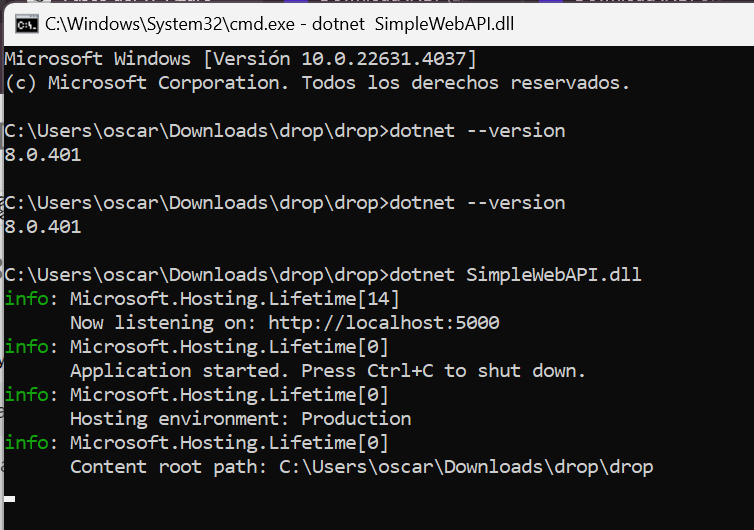 C:\Windows\System32\cmd.exe - dotnet  SimpleWebAPI.dll
Microsoft Windows [Versión 10.0.22631.4037]
(c) Microsoft Corporation. Todos los derechos reservados.
C:\Users\oscar\Downloads\drop\drop>dotnet --version
8.0.401
C:\Users\oscar\Downloads\drop\drop>dotnet --version
8.0.401
C:\Users\oscar\Downloads\drop\drop>dotnet SimpleWebAPI.dll
info: Microsoft.Hosting.Lifetime[14]
Now listening on: http://localhost:5000
info: Microsoft.Hosting.Lifetime[0]
Application started. Press Ctrl+C to shut down.
info: Microsoft.Hosting.Lifetime[0]
Hosting environment: Production
info: Microsoft.Hosting.Lifetime[0]
Content root path: C:\Users\oscar\Downloads\drop\drop